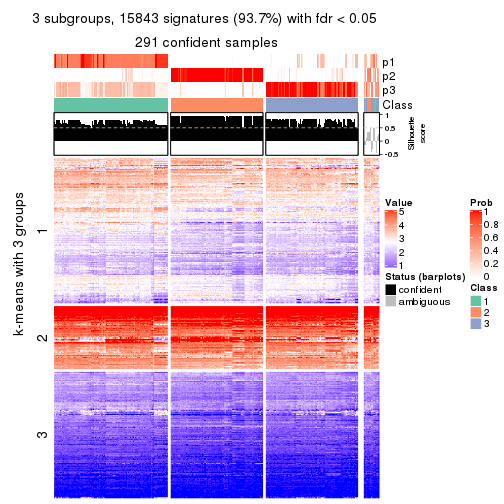 3 subgroups, 15843 signatures (93.7%) with fdr < 0.05
291 confident samples
p1
p2
p3
Class
1
0.5
0
-0.5
Silhouette
score
k-means with 3 groups
1
2
3
Value
5
4
3
2
1
Status (barplots)
confident
ambiguous
Prob
1
0.8
0.6
0.4
0.2
0
Class
1
2
3